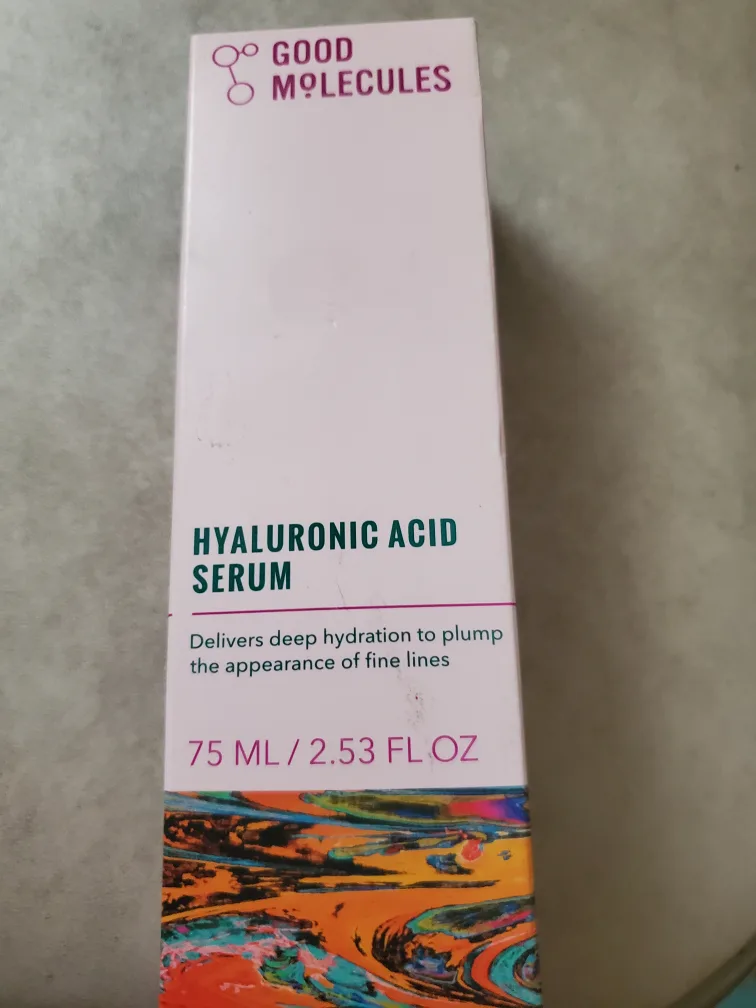 GOOD
MOLECULES
HYALURONIC ACID
SERUM
Delivers deep hydration to plump
the appearance of fine lines
75 ML / 2.53 FL OZ